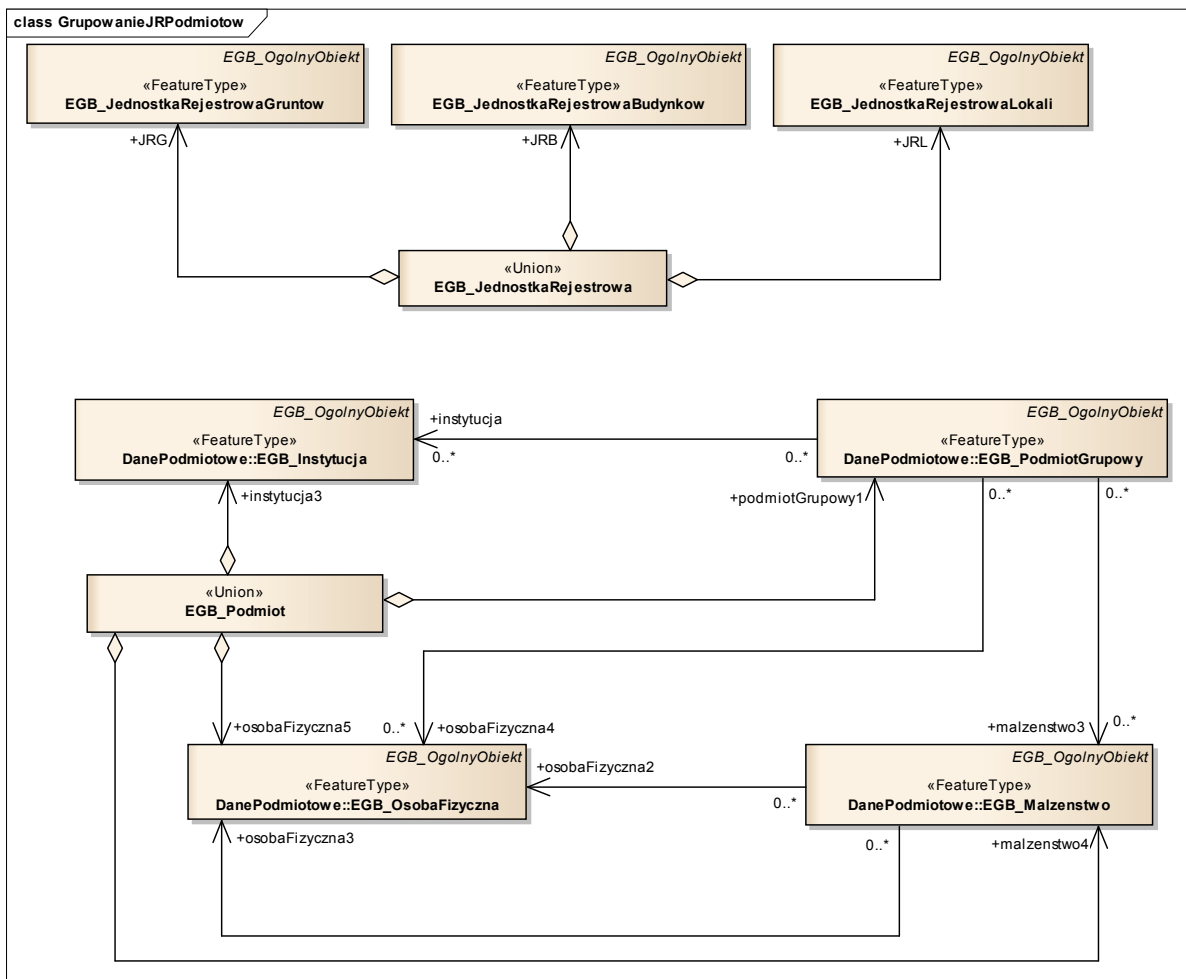 class GrupowanieJRPodmiotow
EGB_OgolnyObiekt
«FeatureType»
EGB_JednostkaRejestrowaGruntow
EGB_OgolnyObiekt
«FeatureType»
EGB_JednostkaRejestrowaBudynkow
EGB_OgolnyObiekt
«FeatureType»
EGB_JednostkaRejestrowaLokali
+JRG
+JRB
+JRL
«Union»
EGB_JednostkaRejestrowa
EGB_OgolnyObiekt
«FeatureType»
DanePodmiotowe::EGB_Instytucja
+instytucja
0..*
0..*
EGB_OgolnyObiekt
«FeatureType»
DanePodmiotowe::EGB_PodmiotGrupowy
+instytucja3
+podmiotGrupowy1
0..*
0..*
«Union»
EGB_Podmiot
+osobaFizyczna5
0..*
+osobaFizyczna4
+malzenstwo3
0..*
EGB_OgolnyObiekt
«FeatureType»
DanePodmiotowe::EGB_OsobaFizyczna
+osobaFizyczna2
0..*
EGB_OgolnyObiekt
«FeatureType»
DanePodmiotowe::EGB_Malzenstwo
+osobaFizyczna3
0..*
+malzenstwo4